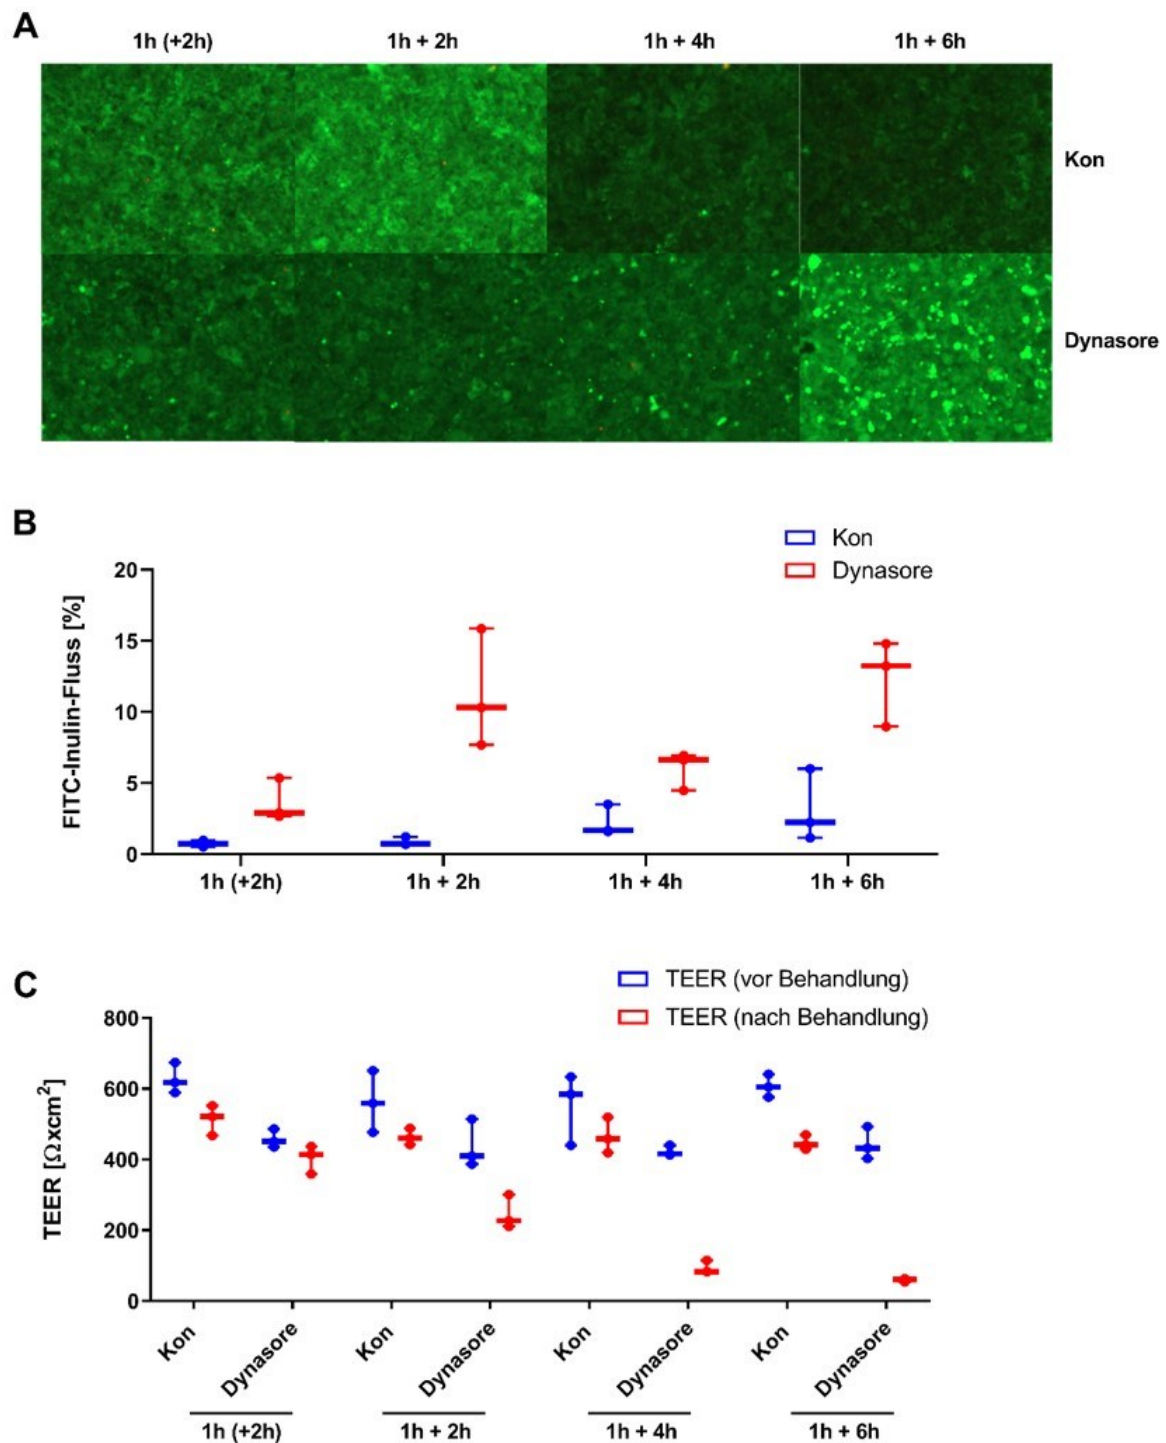 A
1h (+2h) 1h + 2h 1h + 4h 1h + 6h
Kon
Dynasore
B
Kon
Dynasore
FITC-Inulin-Fluss [%]
20
15
10
5
0
1h (+2h) 1h + 2h 1h + 4h 1h + 6h
C
TEER (vor Behandlung)
TEER (nach Behandlung)
TEER [Ωxcm²]
800
600
400
200
0
Kon Dynasore Kon Dynasore Kon Dynasore Kon Dynasore
1h (+2h) 1h + 2h 1h + 4h 1h + 6h